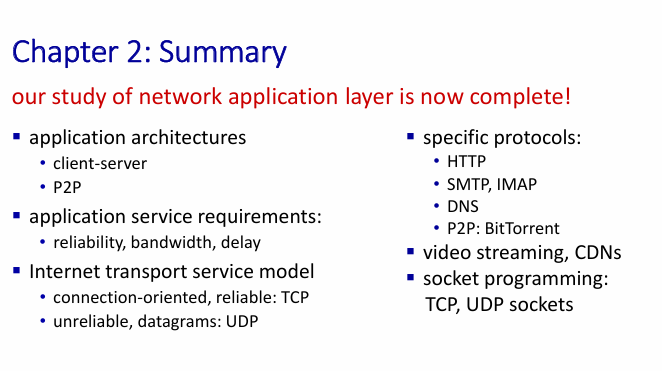 Chapter 2: Summary
our study of network application layer is now complete!
▪ application architectures
• client-server
• P2P
▪ application service requirements:
• reliability, bandwidth, delay
▪ Internet transport service model
• connection-oriented, reliable: TCP
• unreliable, datagrams: UDP
▪ specific protocols:
• HTTP
• SMTP, IMAP
• DNS
• P2P: BitTorrent
▪ video streaming, CDNs
▪ socket programming:
TCP, UDP sockets